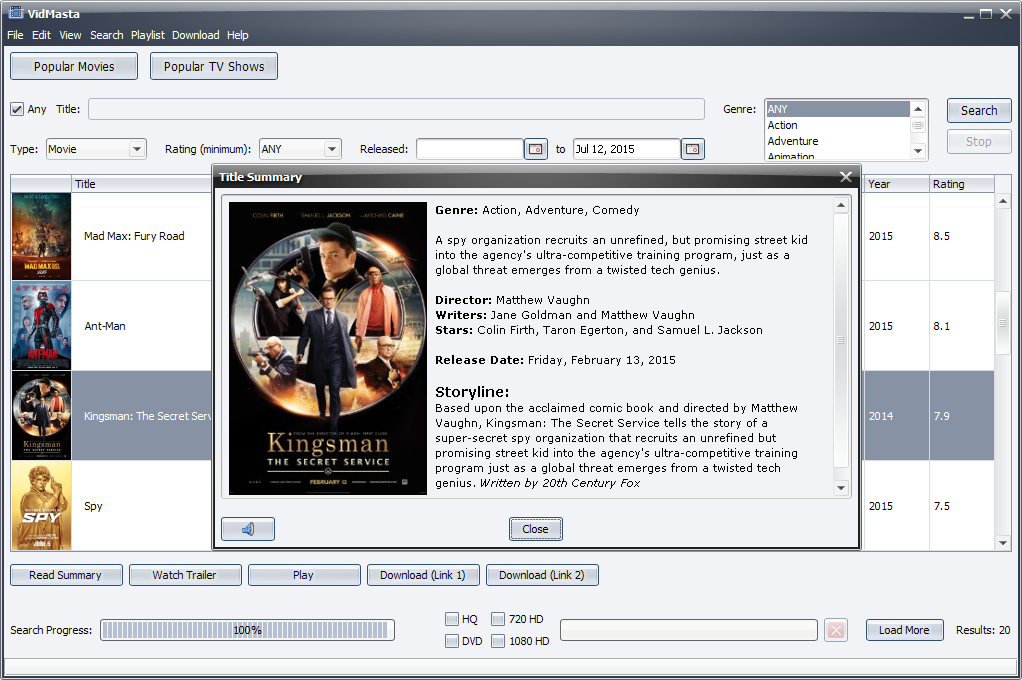 VidMasta
File Edit View Search Playlist Download Help
Popular Movies Popular TV Shows
Any Title:
Genre: ANY
Action
Adventure
Animation
Search
Stop
Type: Movie Rating (minimum): ANY Released: to Jul 12, 2015
Title Summary
Title Year Rating
MAD MAX
Mad Max: Fury Road 2015 8.5
ANT-MAN
Ant-Man 2015 8.1
Kingsman
Kingsman: The Secret Serv 2014 7.9
SPY
JUNE 5
Spy 2015 7.5
COLIN FIRTH SAMUEL L. JACKSON AND MICHAEL CAINE
Kingsman
THE SECRET SERVICE
FEBRUARY 13
Genre: Action, Adventure, Comedy
A spy organization recruits an unrefined, but promising street kid
into the agency's ultra-competitive training program, just as a
global threat emerges from a twisted tech genius.
Director: Matthew Vaughn
Writers: Jane Goldman and Matthew Vaughn
Stars: Colin Firth, Taron Egerton, and Samuel L. Jackson
Release Date: Friday, February 13, 2015
Storyline:
Based upon the acclaimed comic book and directed by Matthew
Vaughn, Kingsman: The Secret Service tells the story of a
super-secret spy organization that recruits an unrefined but
promising street kid into the agency's ultra-competitive training
program just as a global threat emerges from a twisted tech
genius. Written by 20th Century Fox
Close
Read Summary Watch Trailer Play Download (Link 1) Download (Link 2)
Search Progress: 100%
HQ 720 HD
DVD 1080 HD
Load More Results: 20